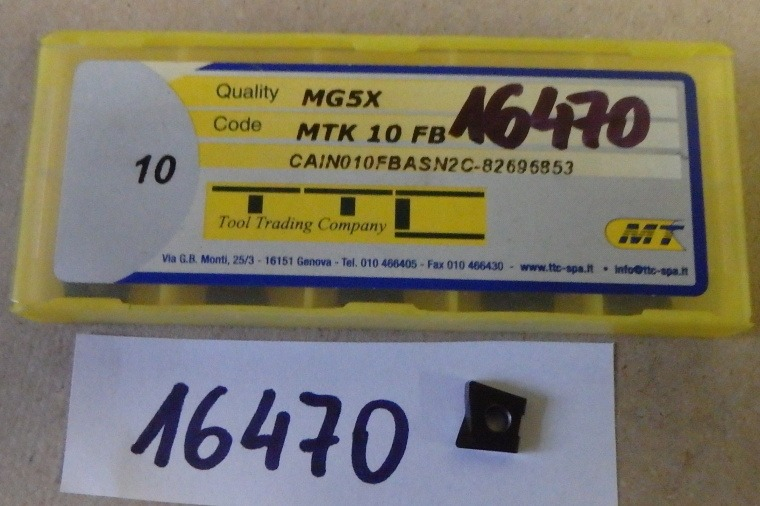 Quality MG5X
Code MTK 10 FB 16470
10
CAIN010FBASN2C-82696853
Tool Trading Company
MT
Via G.B. Monti, 25/3 - 16151 Genova - Tel. 010 466405 - Fax 010 466430 - www.ttc-spa.it • info@ttc-spa.it
16470